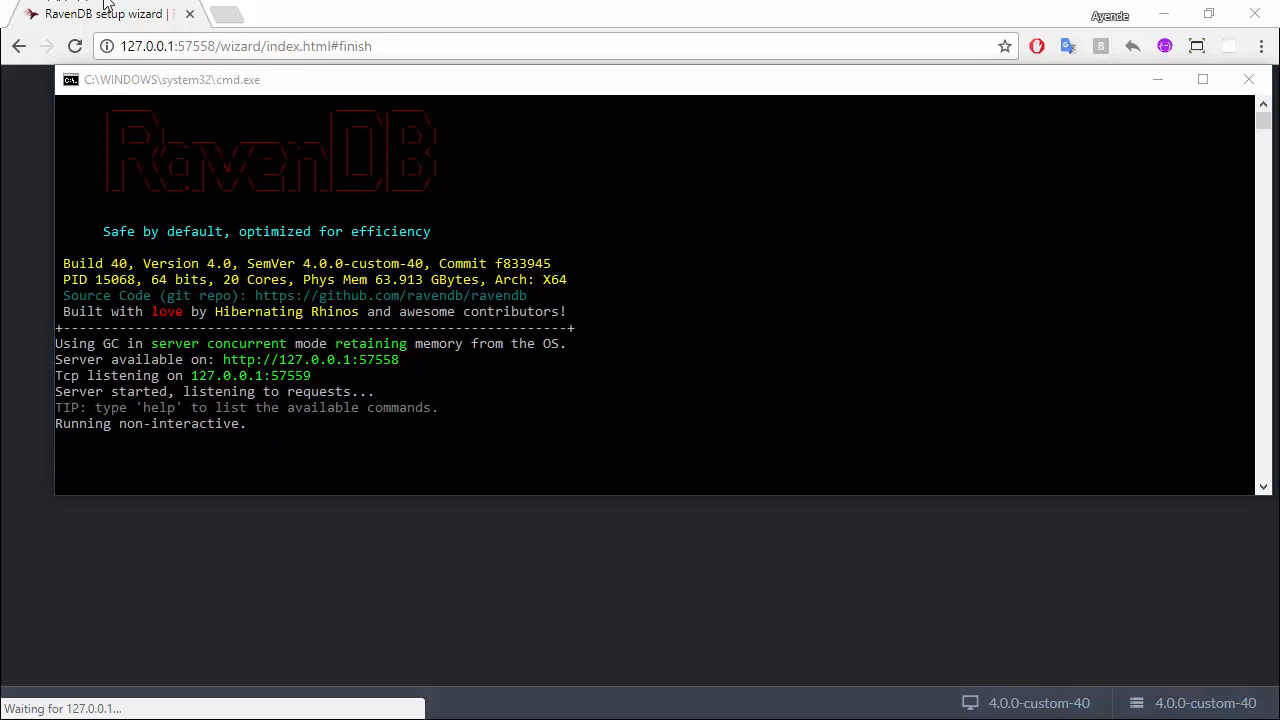 RavenDB setup wizard |
Ayende
127.0.0.1:57558/wizard/index.html#finish
C:\WINDOWS\system32\cmd.exe
RavenDB
Safe by default, optimized for efficiency
Build 40, Version 4.0, SemVer 4.0.0-custom-40, Commit f833945
PID 15068, 64 bits, 20 Cores, Phys Mem 63.913 GBytes, Arch: X64
Source Code (git repo): https://github.com/ravendb/ravendb
Built with love by Hibernating Rhinos and awesome contributors!
+---------------------------------------------------------------+
Using GC in server concurrent mode retaining memory from the OS.
Server available on: http://127.0.0.1:57558
Tcp listening on 127.0.0.1:57559
Server started, listening to requests...
TIP: type 'help' to list the available commands.
Running non-interactive.
Waiting for 127.0.0.1...
4.0.0-custom-40
4.0.0-custom-40